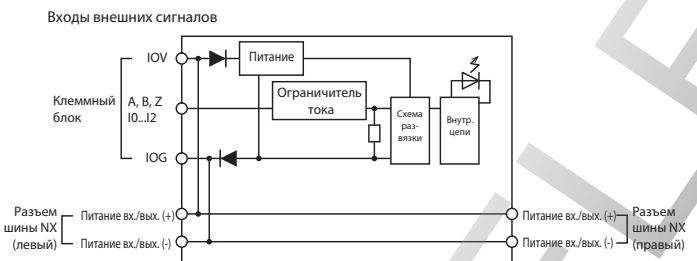 Входы внешних сигналов
IOV
Питание
Клеммный
блок
A, B, Z
I0...I2
Ограничитель
тока
Схема
раз-
вязки
Внутр.
цепи
IOG
Разъем
шины NX
(левый)
Питание вх./вых. (+)
Питание вх./вых. (-)
Питание вх./вых. (+)
Питание вх./вых. (-)
Разъем
шины NX
(правый)